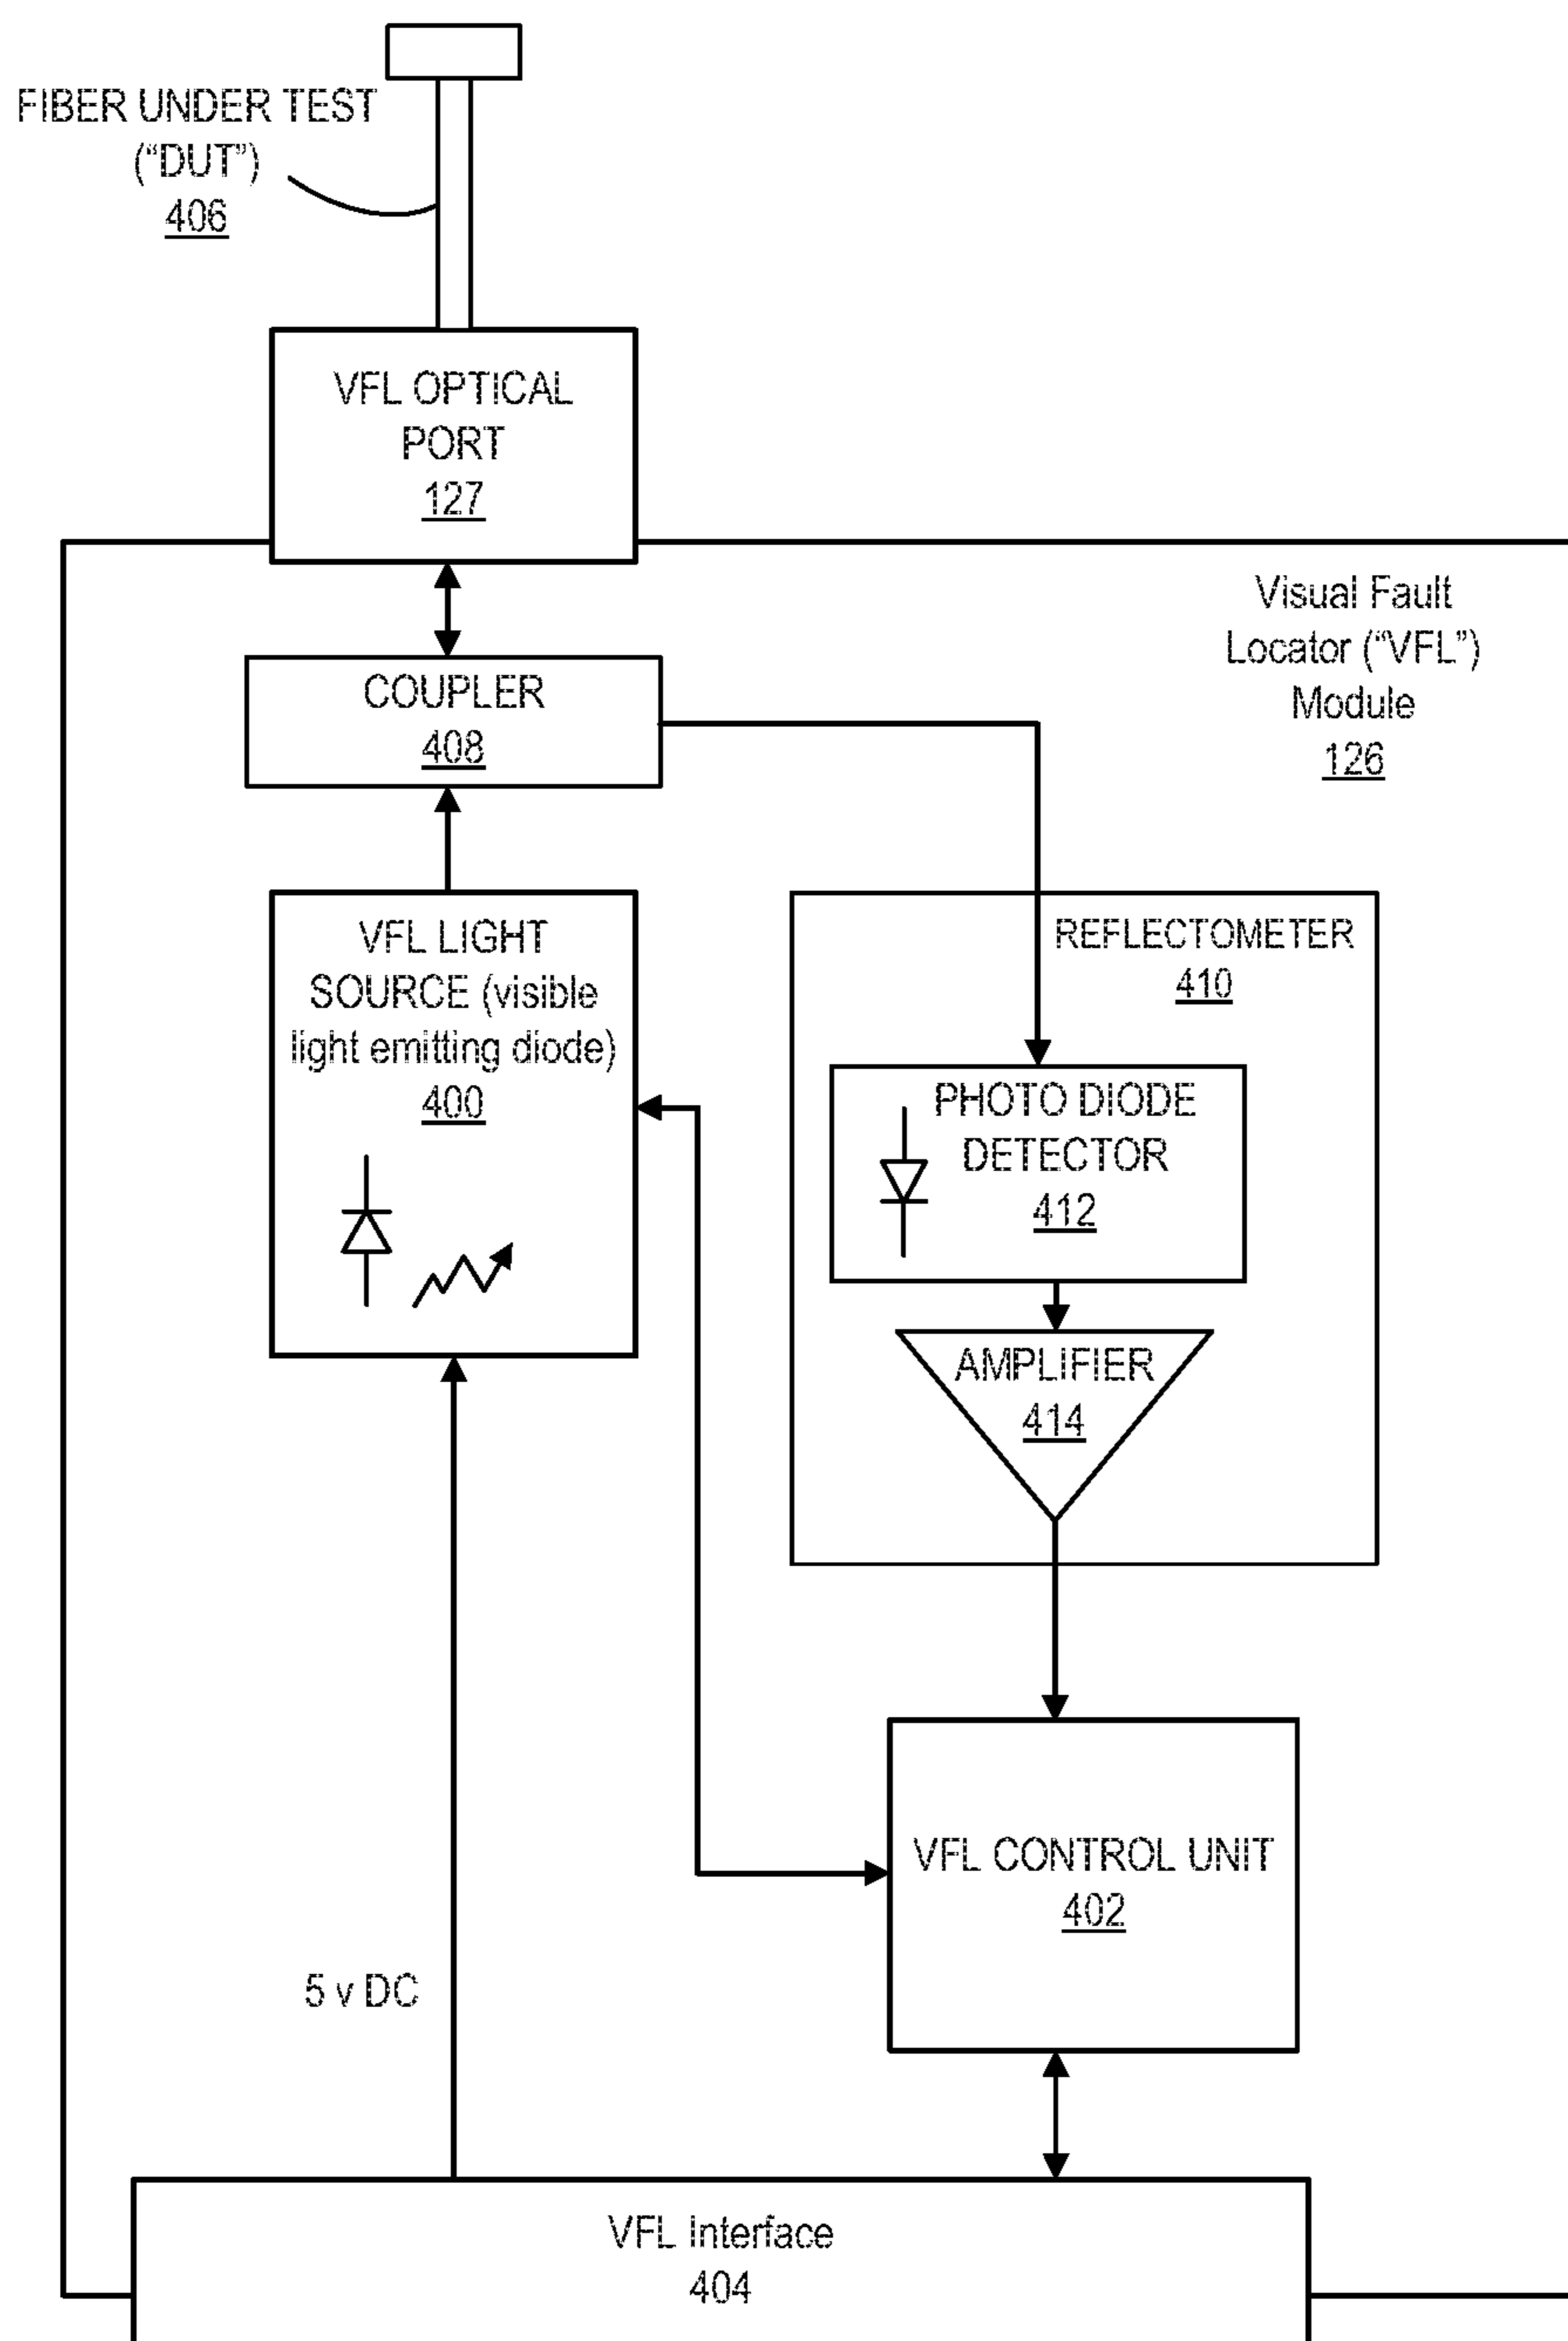 FIBER UNDER TEST
(“DUT”)
406
VFL OPTICAL
PORT
127
Visual Fault
Locator (“VFL”)
Module
126
COUPLER
408
VFL LIGHT
SOURCE (visible
light emitting diode)
400
REFLECTOMETER
410
PHOTO DIODE
DETECTOR
412
AMPLIFIER
414
VFL CONTROL UNIT
402
5 v DC
VFL Interface
404